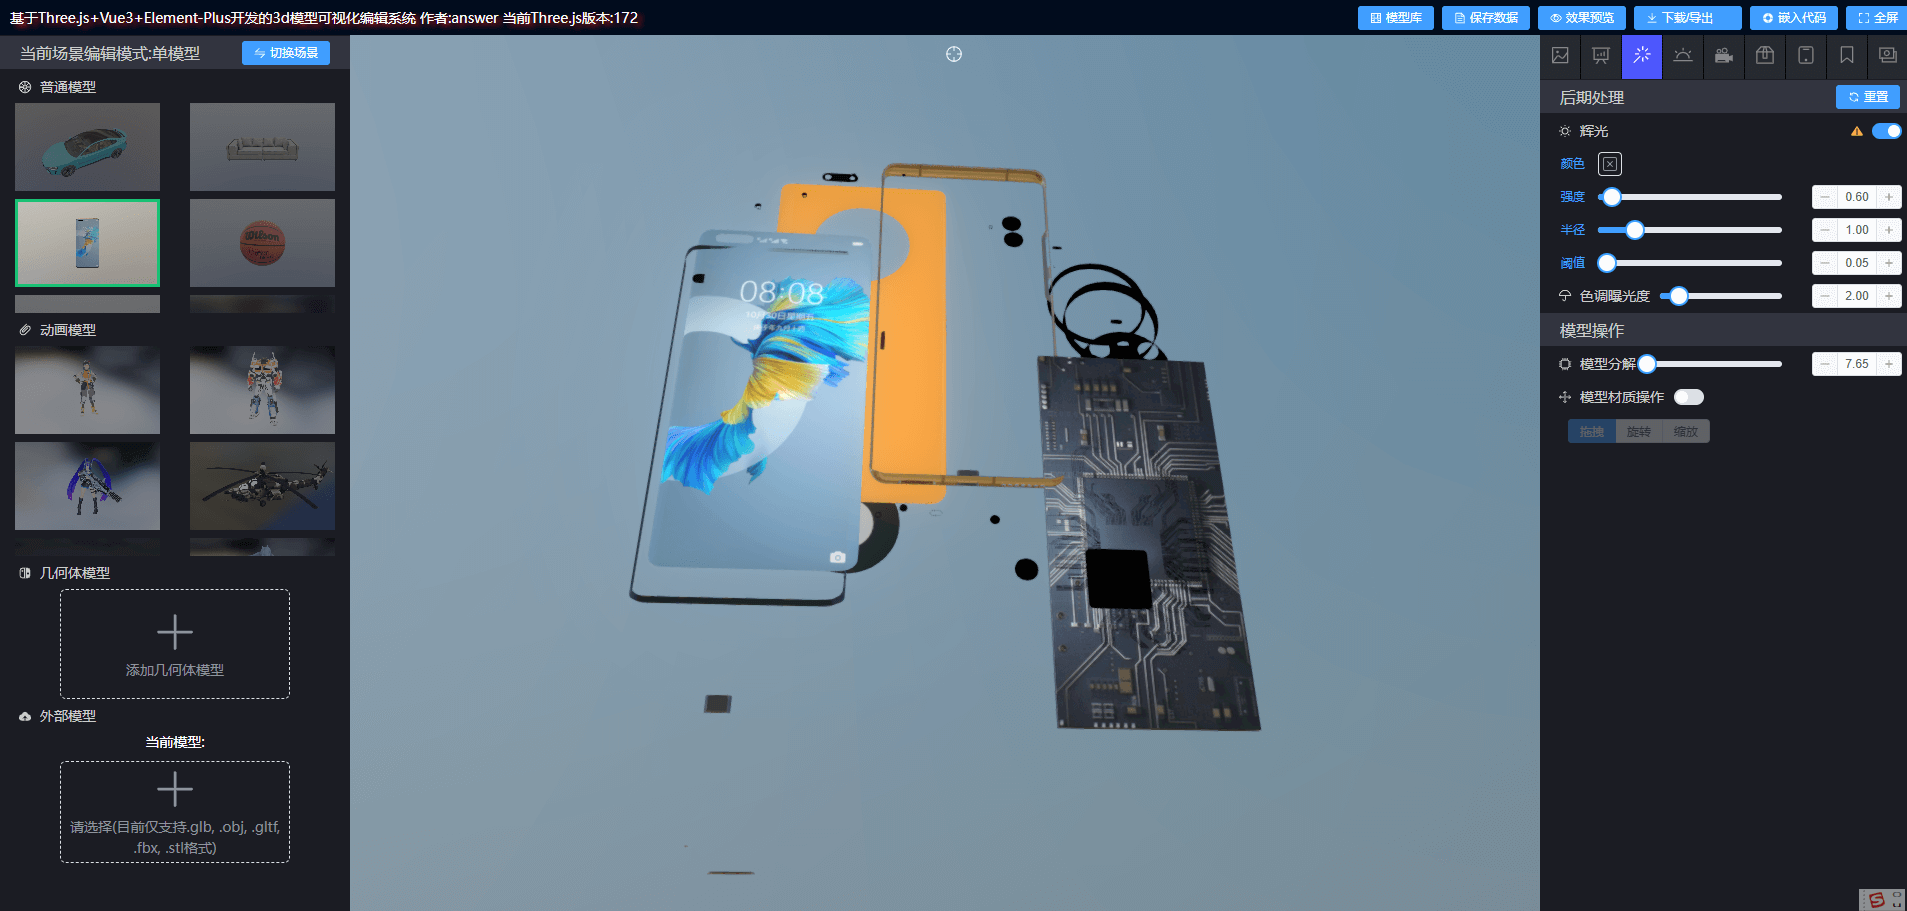 基于Three.js+Vue3+Element-Plus开发的3d模型可视化编辑系统 作者:answer 当前Three.js版本:172
模型库
保存数据
效果预览
下载/导出
嵌入代码
全屏
当前场景编辑模式:单模型
切换场景
普通模型
Wilson
动画模型
几何体模型
添加几何体模型
外部模型
当前模型:
请选择(目前仅支持.glb, .obj, .gltf,
.fbx, .stl格式)
08:08
后期处理
重置
辉光
颜色
强度
0.60
半径
1.00
阈值
0.05
色调曝光度
2.00
模型操作
模型分解
7.65
模型材质操作
拖拽
旋转
缩放